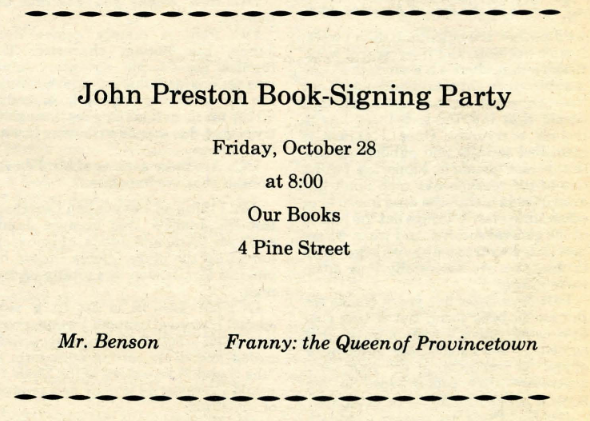 John Preston Book-Signing Party
Friday, October 28
at 8:00
Our Books
4 Pine Street
Mr. Benson Franny: the Queen of Provincetown